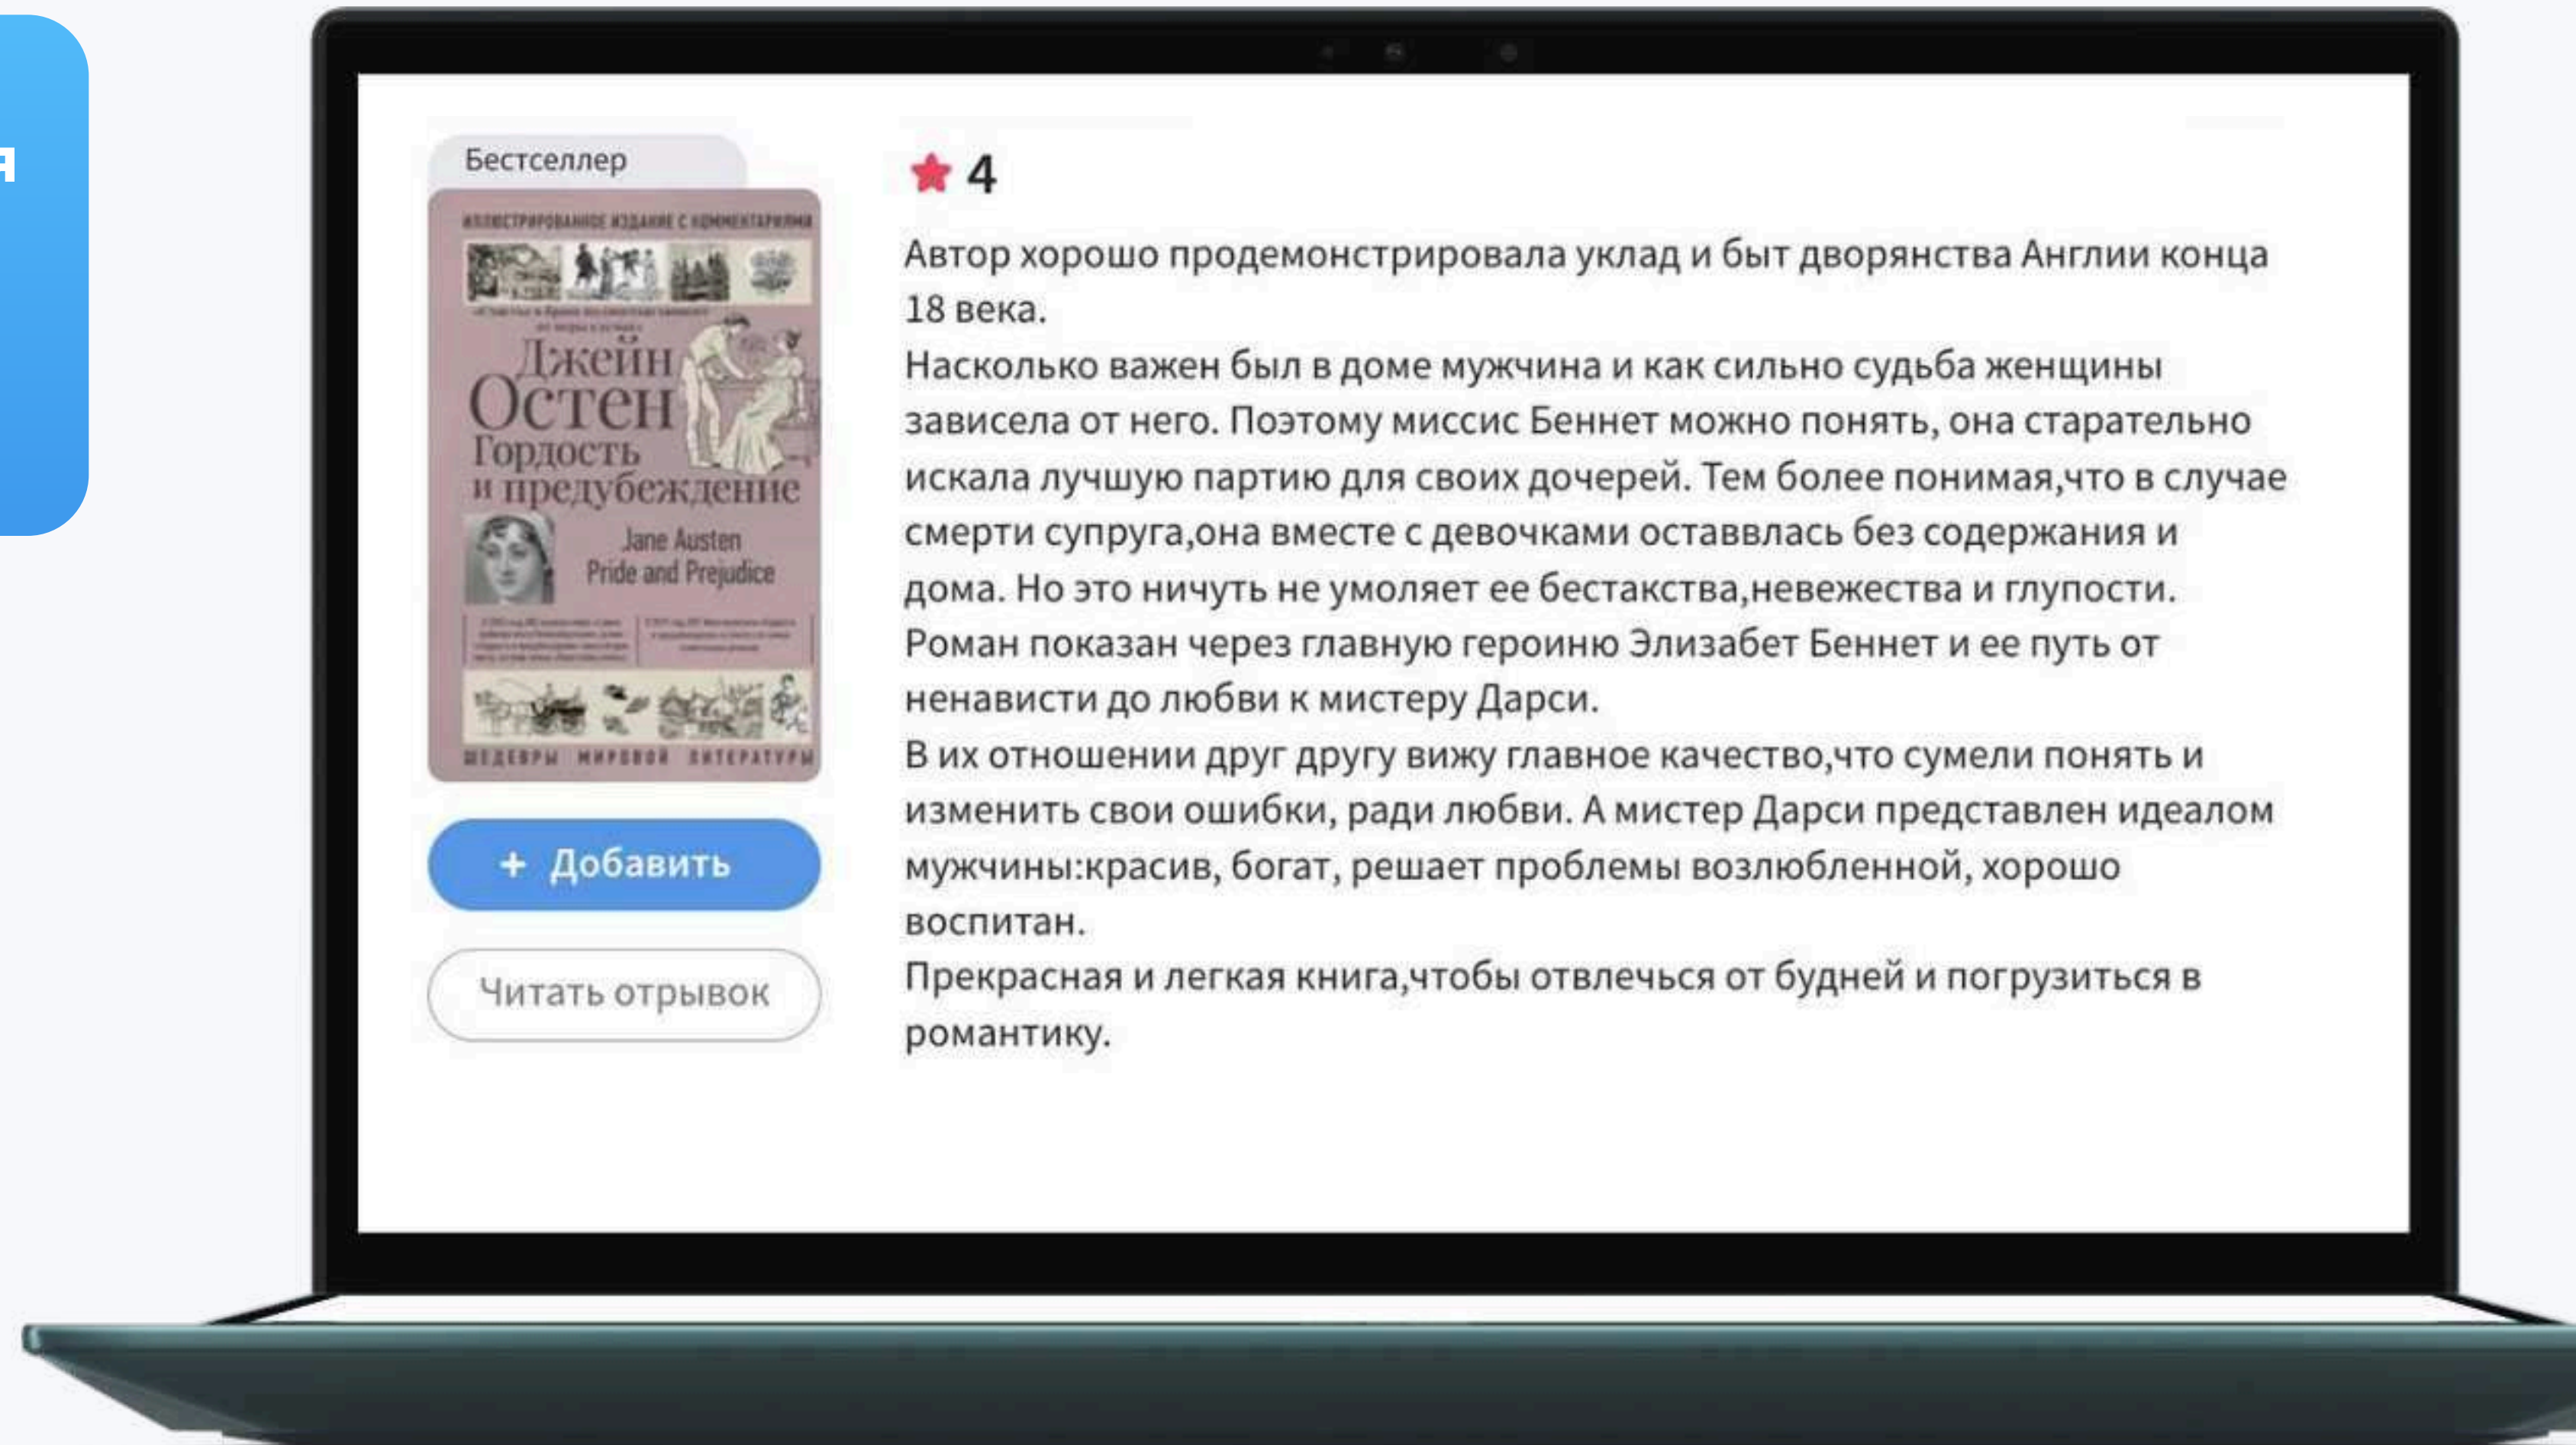 я
Бестселлер
ИЛЛЮСТРИРОВАННОЕ ИЗДАНИЕ С КОММЕНТАРИЯМИ
Джейн
Остен
Гордость
и предубеждение
Jane Austen
Pride and Prejudice
ШЕДЕВРЫ МИРОВОЙ ЛИТЕРАТУРЫ
+ Добавить
Читать отрывок
4
Автор хорошо продемонстрировала уклад и быт дворянства Англии конца
18 века.
Насколько важен был в доме мужчина и как сильно судьба женщины
зависела от него. Поэтому миссис Беннет можно понять, она старательно
искала лучшую партию для своих дочерей. Тем более понимая,что в случае
смерти супруга,она вместе с девочками оставвлась без содержания и
дома. Но это ничуть не умоляет ее бестакства,невежества и глупости.
Роман показан через главную героиню Элизабет Беннет и ее путь от
ненависти до любви к мистеру Дарси.
В их отношении друг другу вижу главное качество,что сумели понять и
изменить свои ошибки, ради любви. А мистер Дарси представлен идеалом
мужчины:красив, богат, решает проблемы возлюбленной, хорошо
воспитан.
Прекрасная и легкая книга,чтобы отвлечься от будней и погрузиться в
романтику.